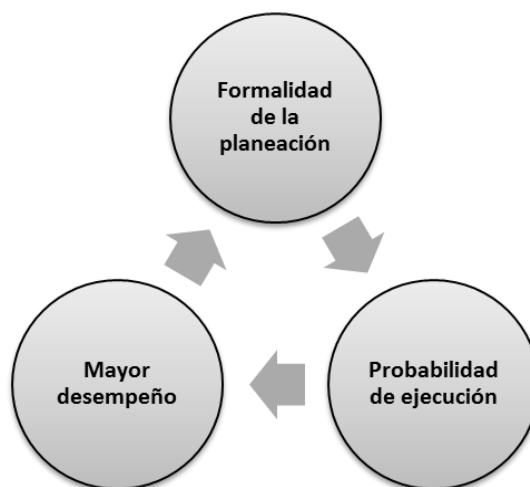 Formalidad
de la
planeación
Probabilidad
de ejecución
Mayor
desempeño